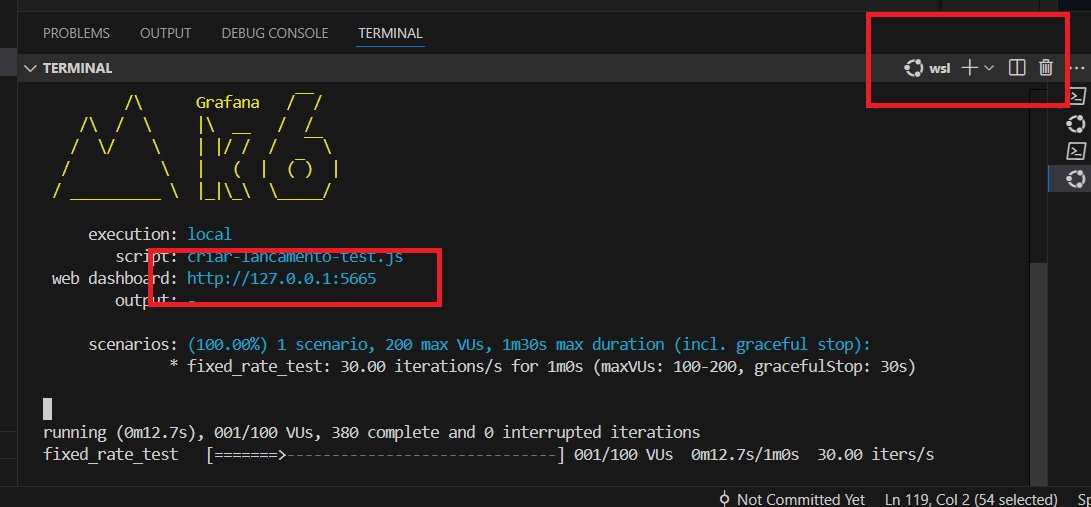 PROBLEMS OUTPUT DEBUG CONSOLE TERMINAL
TERMINAL wsl
Grafana
execution: local
script: criar-lancamento-test.js
web dashboard: http://127.0.0.1:5665
output: -
scenarios: (100.00%) 1 scenario, 200 max VUs, 1m30s max duration (incl. graceful stop):
* fixed_rate_test: 30.00 iterations/s for 1m0s (maxVUs: 100-200, gracefulStop: 30s)
running (0m12.7s), 001/100 VUs, 380 complete and 0 interrupted iterations
fixed_rate_test [=======>------------------------------] 001/100 VUs 0m12.7s/1m0s 30.00 iters/s
Not Committed Yet Ln 119, Col 2 (54 selected) Sp